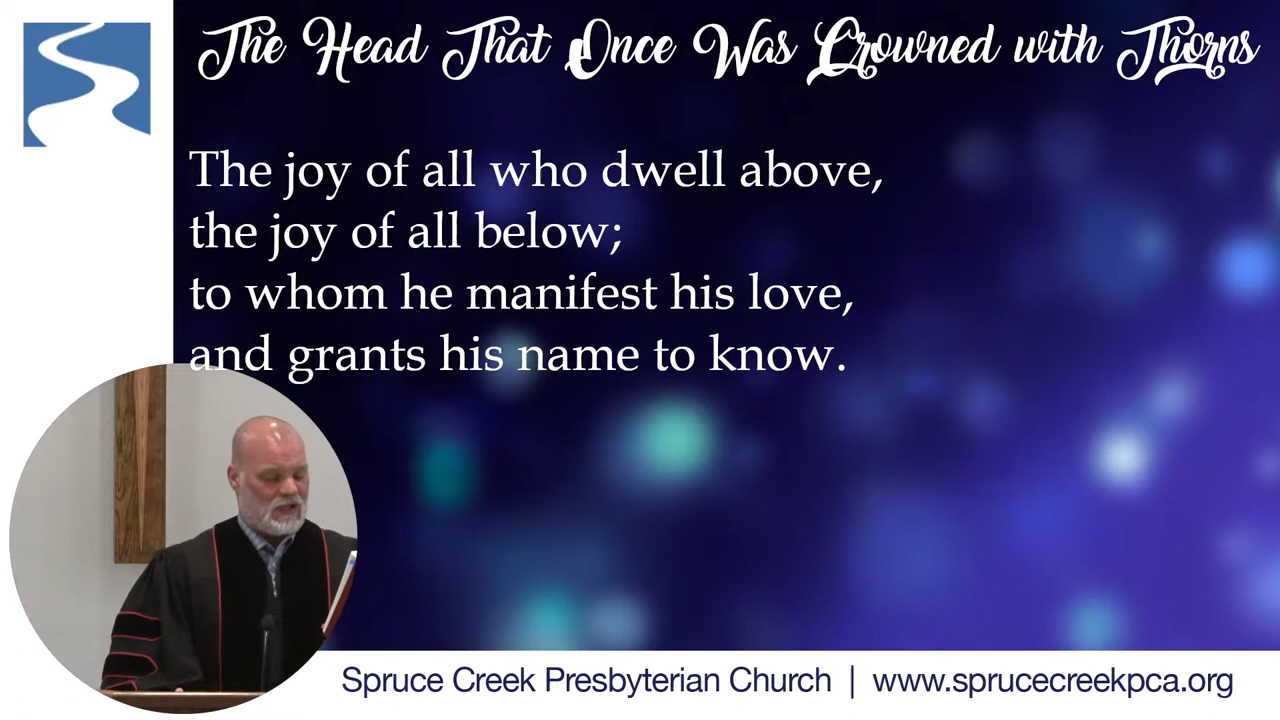 The Head That Once Was Crowned with Thorns
The joy of all who dwell above,
the joy of all below;
to whom he manifest his love,
and grants his name to know.
Spruce Creek Presbyterian Church | www.sprucecreekpca.org